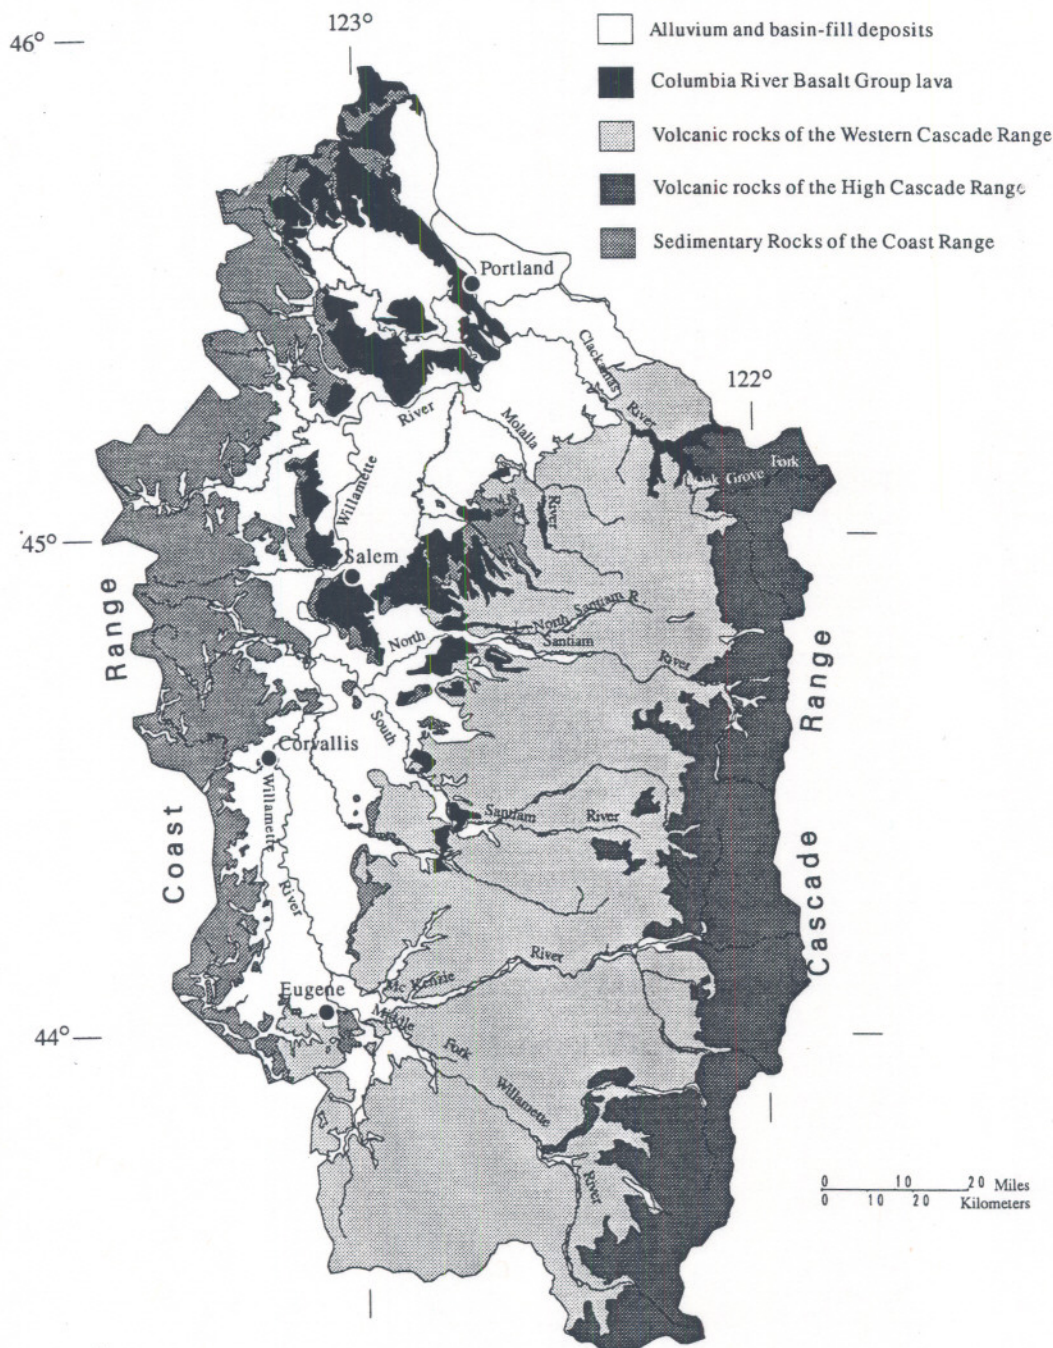 123°
46°
Alluvium and basin-fill deposits
Columbia River Basalt Group lava
Volcanic rocks of the Western Cascade Range
Volcanic rocks of the High Cascade Range
Sedimentary Rocks of the Coast Range
Portland
Clackamas
River
122°
River
Molalla
River
Willamette
Oak Grove Fork
45°
Salem
Coast Range
Cascade Range
L. North Santiam R.
North
Santiam
River
South
Corvallis
Willamette
River
Santiam
River
River
Mc Kenzie
Eugene
Middle
Fork
Willamette
River
44°
0 10 20 Miles
0 10 20 Kilometers